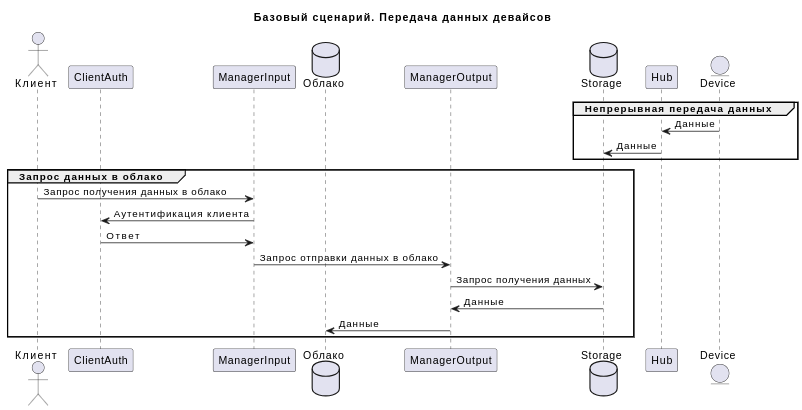 Базовый сценарий. Передача данных девайсов
Клиент ClientAuth ManagerInput Облако ManagerOutput Storage Hub Device
Непрерывная передача данных
Данные
Данные
Запрос данных в облако
Запрос получения данных в облако
Аутентификация клиента
Ответ
Запрос отправки данных в облако
Запрос получения данных
Данные
Данные
Клиент ClientAuth ManagerInput Облако ManagerOutput Storage Hub Device